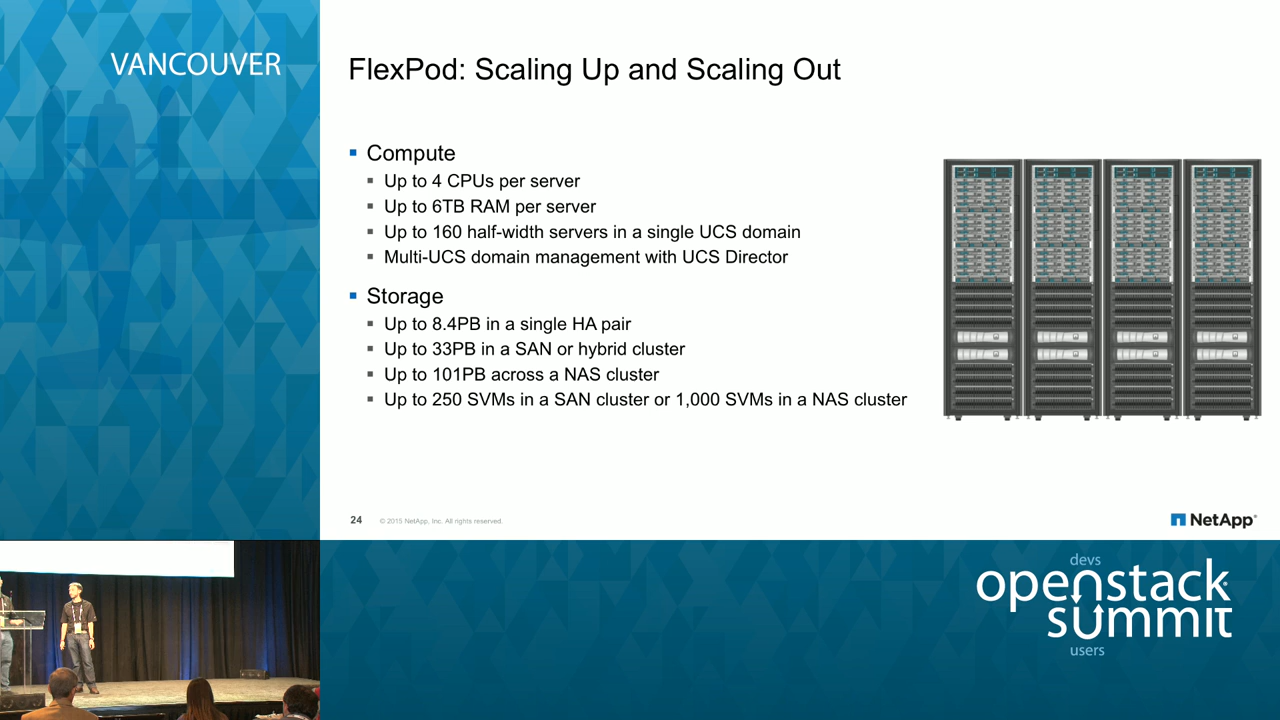 VANCOUVER
FlexPod: Scaling Up and Scaling Out
Compute
Up to 4 CPUs per server
Up to 6TB RAM per server
Up to 160 half-width servers in a single UCS domain
Multi-UCS domain management with UCS Director
Storage
Up to 8.4PB in a single HA pair
Up to 33PB in a SAN or hybrid cluster
Up to 101PB across a NAS cluster
Up to 250 SVMs in a SAN cluster or 1,000 SVMs in a NAS cluster
24
© 2015 NetApp, Inc. All rights reserved.
NetApp
devs
openstack
summit
users